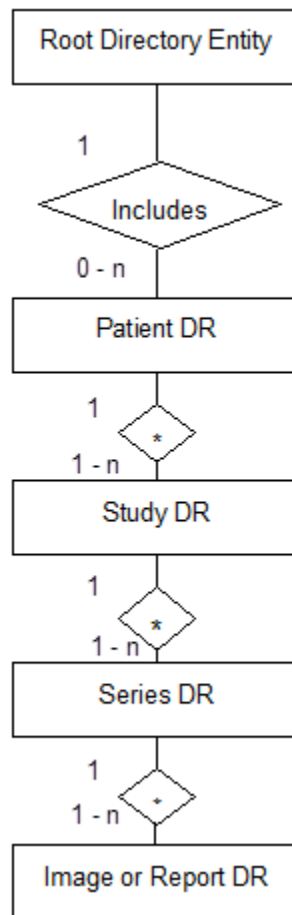 Root Directory Entity
1
Includes
0 - n
Patient DR
1
*
1 - n
Study DR
1
*
1 - n
Series DR
1
*
1 - n
Image or Report DR